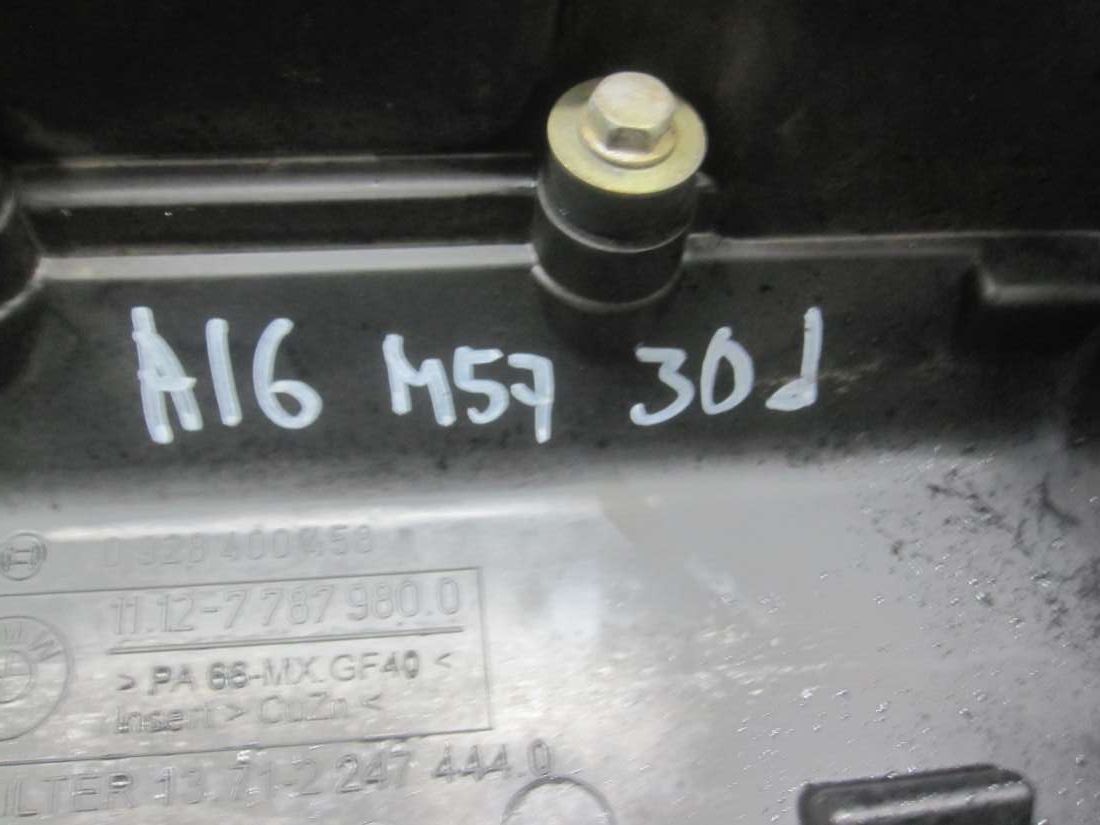 A16 M57 30d
0 928 400 458
11.12-7 787 980.0
> PA 66-MX.GF40 <
Insert > CuZn <
ILTER 13.71-2 247 444.0